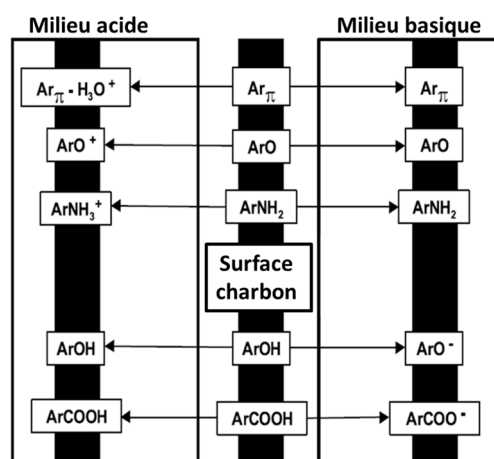 Milieu acide Milieu basique
Arπ - H₃O⁺ Arπ Arπ
ArO⁺ ArO ArO
ArNH₃⁺ ArNH₂ ArNH₂
Surface
charbon
ArOH ArOH ArO⁻
ArCOOH ArCOOH ArCOO⁻